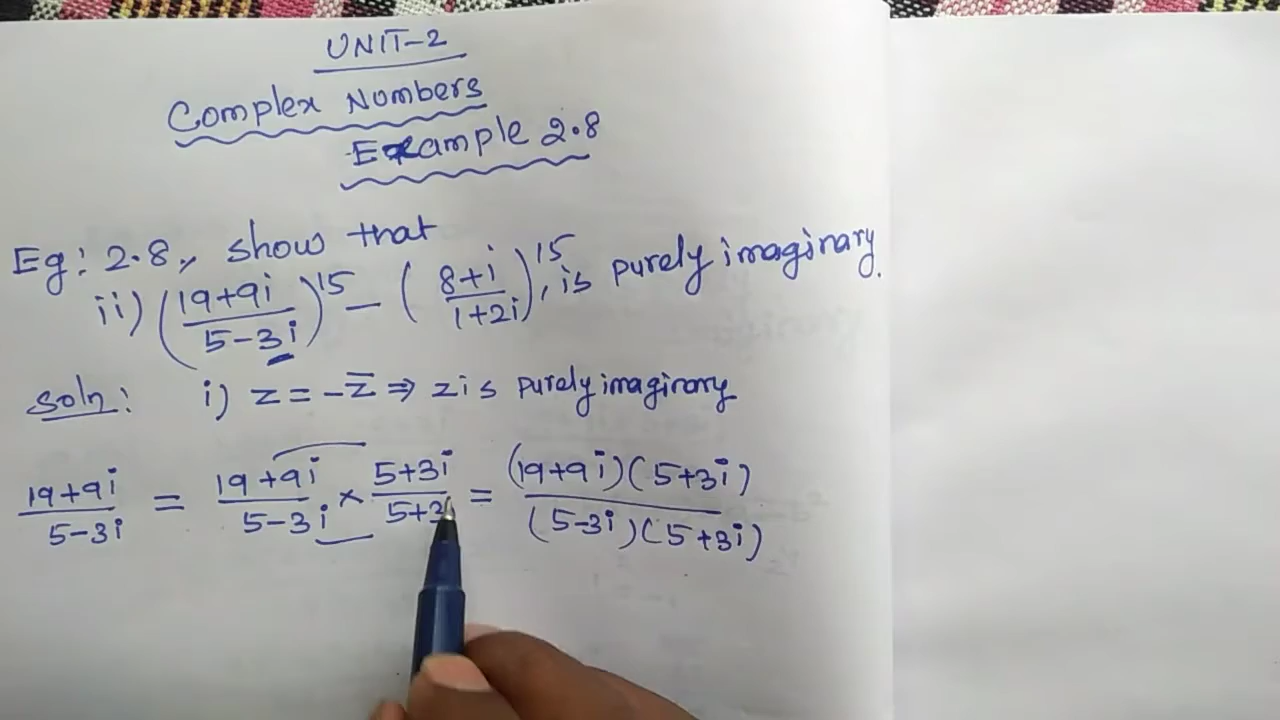 UNIT-2
Complex Numbers
Example 2.8
Eg: 2.8, show that
ii) (19+9i / 5-3i)^15 - (8+i / 1+2i)^15, is purely imaginary.
Soln: i) z = -z̅ ⇒ z is purely imaginary
19+9i / 5-3i = 19+9i / 5-3i × 5+3i / 5+3 = (19+9i)(5+3i) / (5-3i)(5+3i)